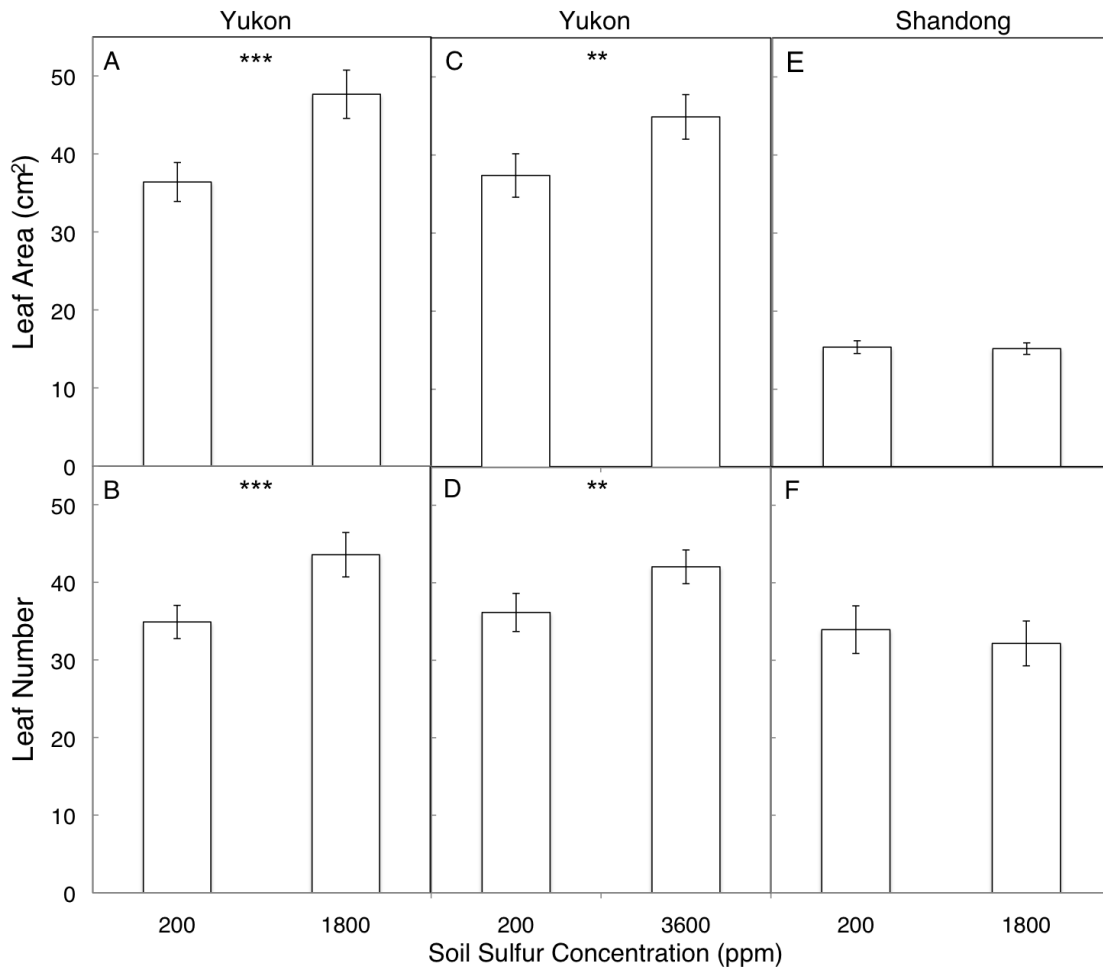 Yukon Yukon Shandong
A *** C ** E
50
40
30
20
10
0
Leaf Area (cm²)
B *** D ** F
50
40
30
20
10
0
Leaf Number
200 1800 200 3600 200 1800
Soil Sulfur Concentration (ppm)